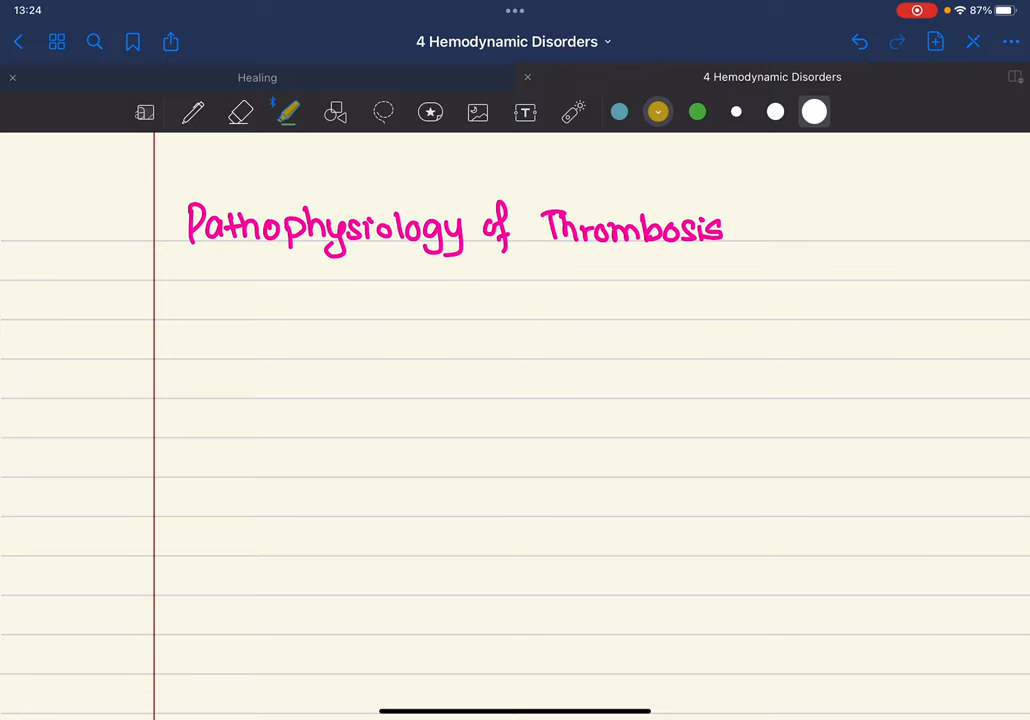 13:24
87%
4 Hemodynamic Disorders
Healing
4 Hemodynamic Disorders
T
Pathophysiology of Thrombosis